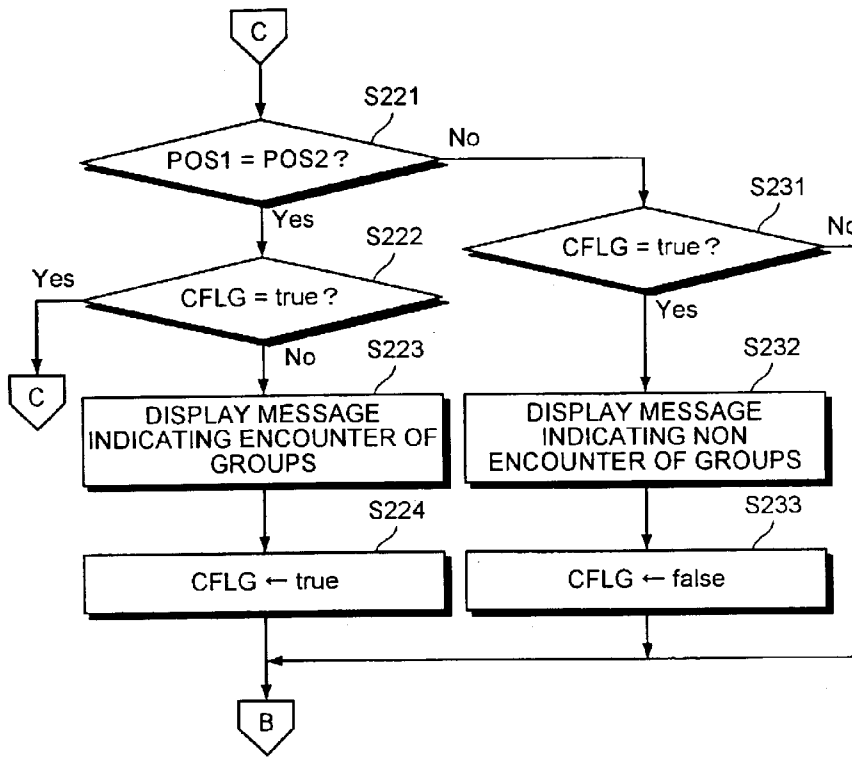 C
S221
POS1 = POS2 ?
No
Yes
S231
CFLG = true ?
No
Yes
S222
Yes
CFLG = true ?
No
C
S223
DISPLAY MESSAGE
INDICATING ENCOUNTER OF
GROUPS
S232
DISPLAY MESSAGE
INDICATING NON
ENCOUNTER OF GROUPS
S224
CFLG ← true
S233
CFLG ← false
B